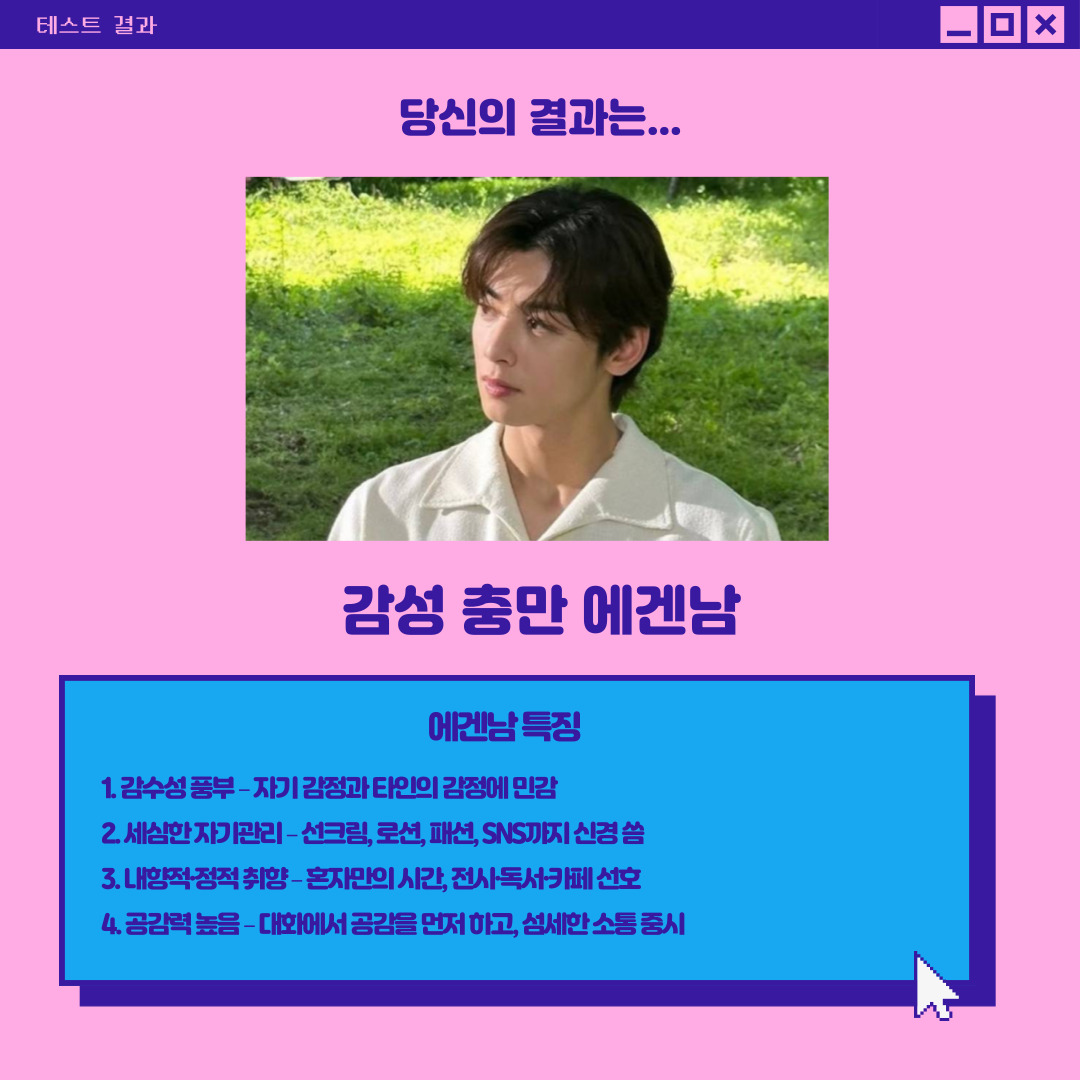 테스트 결과
당신의 결과는...
감성 충만 에겐남
에겐남 특징
1. 감수성 풍부 – 자기 감정과 타인의 감정에 민감
2. 세심한 자기관리 – 선크림, 로션, 패션, SNS까지 신경 씀
3. 내향적·정적 취향 – 혼자만의 시간, 전시·독서·카페 선호
4. 공감력 높음 – 대화에서 공감을 먼저 하고, 섬세한 소통 중시